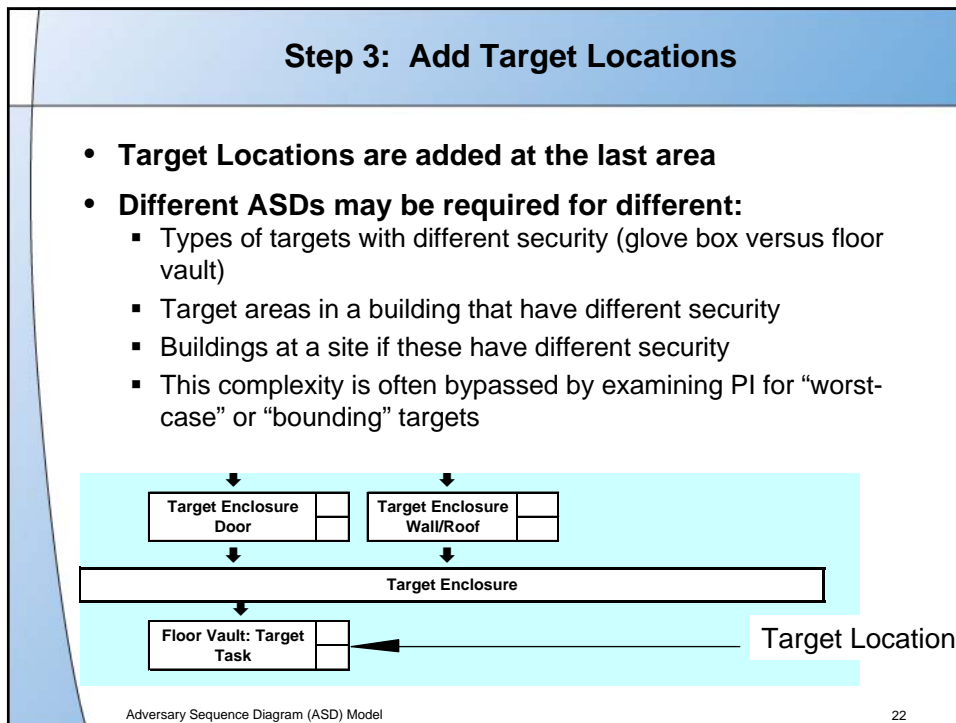 Step 3: Add Target Locations
• Target Locations are added at the last area
• Different ASDs may be required for different:
▪ Types of targets with different security (glove box versus floor
vault)
▪ Target areas in a building that have different security
▪ Buildings at a site if these have different security
▪ This complexity is often bypassed by examining PI for “worst-
case” or “bounding” targets
Target Enclosure
Door
Target Enclosure
Wall/Roof
Target Enclosure
Floor Vault: Target
Task
Target Location
Adversary Sequence Diagram (ASD) Model
22